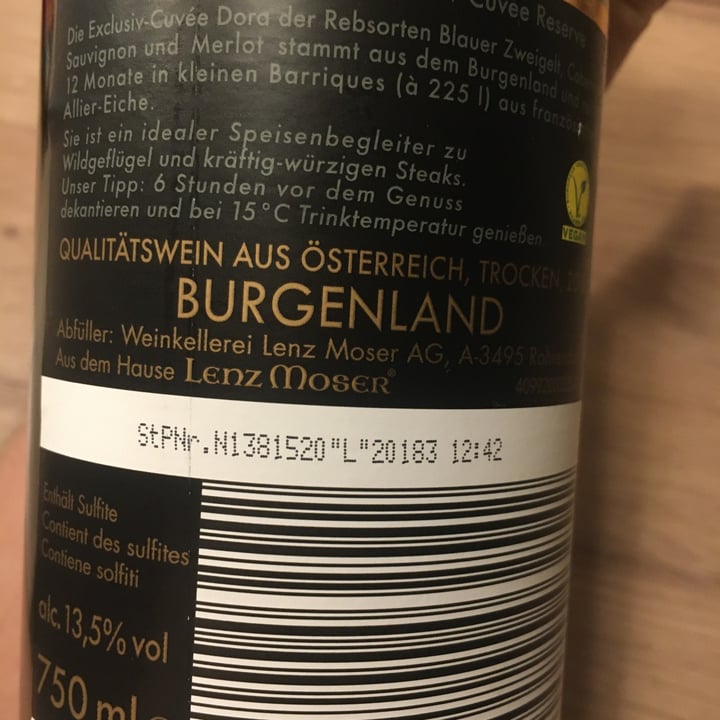 Cuvée Reserve
Die Exclusiv-Cuvée Dora der Rebsorten Blauer Zweigelt,
Sauvignon und Merlot stammt aus dem Burgenland und
12 Monate in kleinen Barriques (à 225 l) aus
Allier-Eiche.
Sie ist ein idealer Speisenbegleiter zu
Wildgeflügel und kräftig-würzigen Steaks.
Unser Tipp: 6 Stunden vor dem Genuss
dekantieren und bei 15°C Trinktemperatur genießen.
VEGAN
QUALITÄTSWEIN AUS ÖSTERREICH, TROCKEN,
BURGENLAND
Abfüller: Weinkellerei Lenz Moser AG, A-3495
Aus dem Hause LENZ MOSER®
StPNr.N1381520"L"20183 12:42
Enthält Sulfite
Contient des sulfites
Contiene solfiti
alc.13,5% vol
750 ml